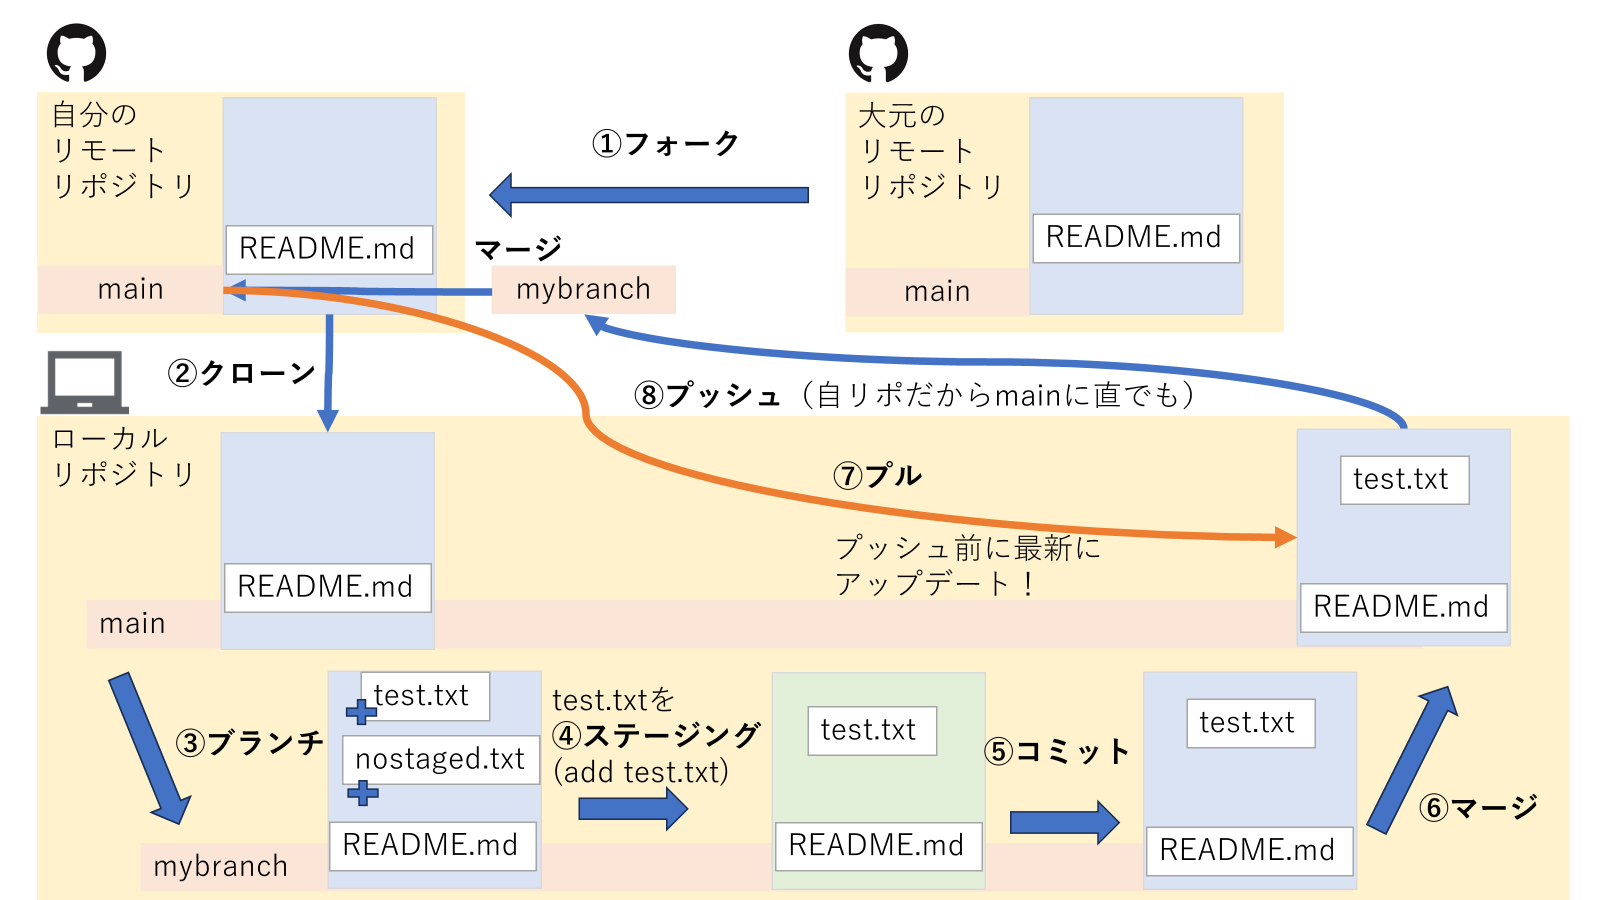 自分の
リモート
リポジトリ
README.md
main
①フォーク
マージ
mybranch
大元の
リモート
リポジトリ
README.md
main
②クローン
⑧プッシュ（自リポだからmainに直でも）
ローカル
リポジトリ
README.md
main
⑦プル
プッシュ前に最新に
アップデート！
test.txt
README.md
③ブランチ
test.txt
nostaged.txt
README.md
mybranch
test.txtを
④ステージング
(add test.txt)
test.txt
README.md
⑤コミット
test.txt
README.md
⑥マージ